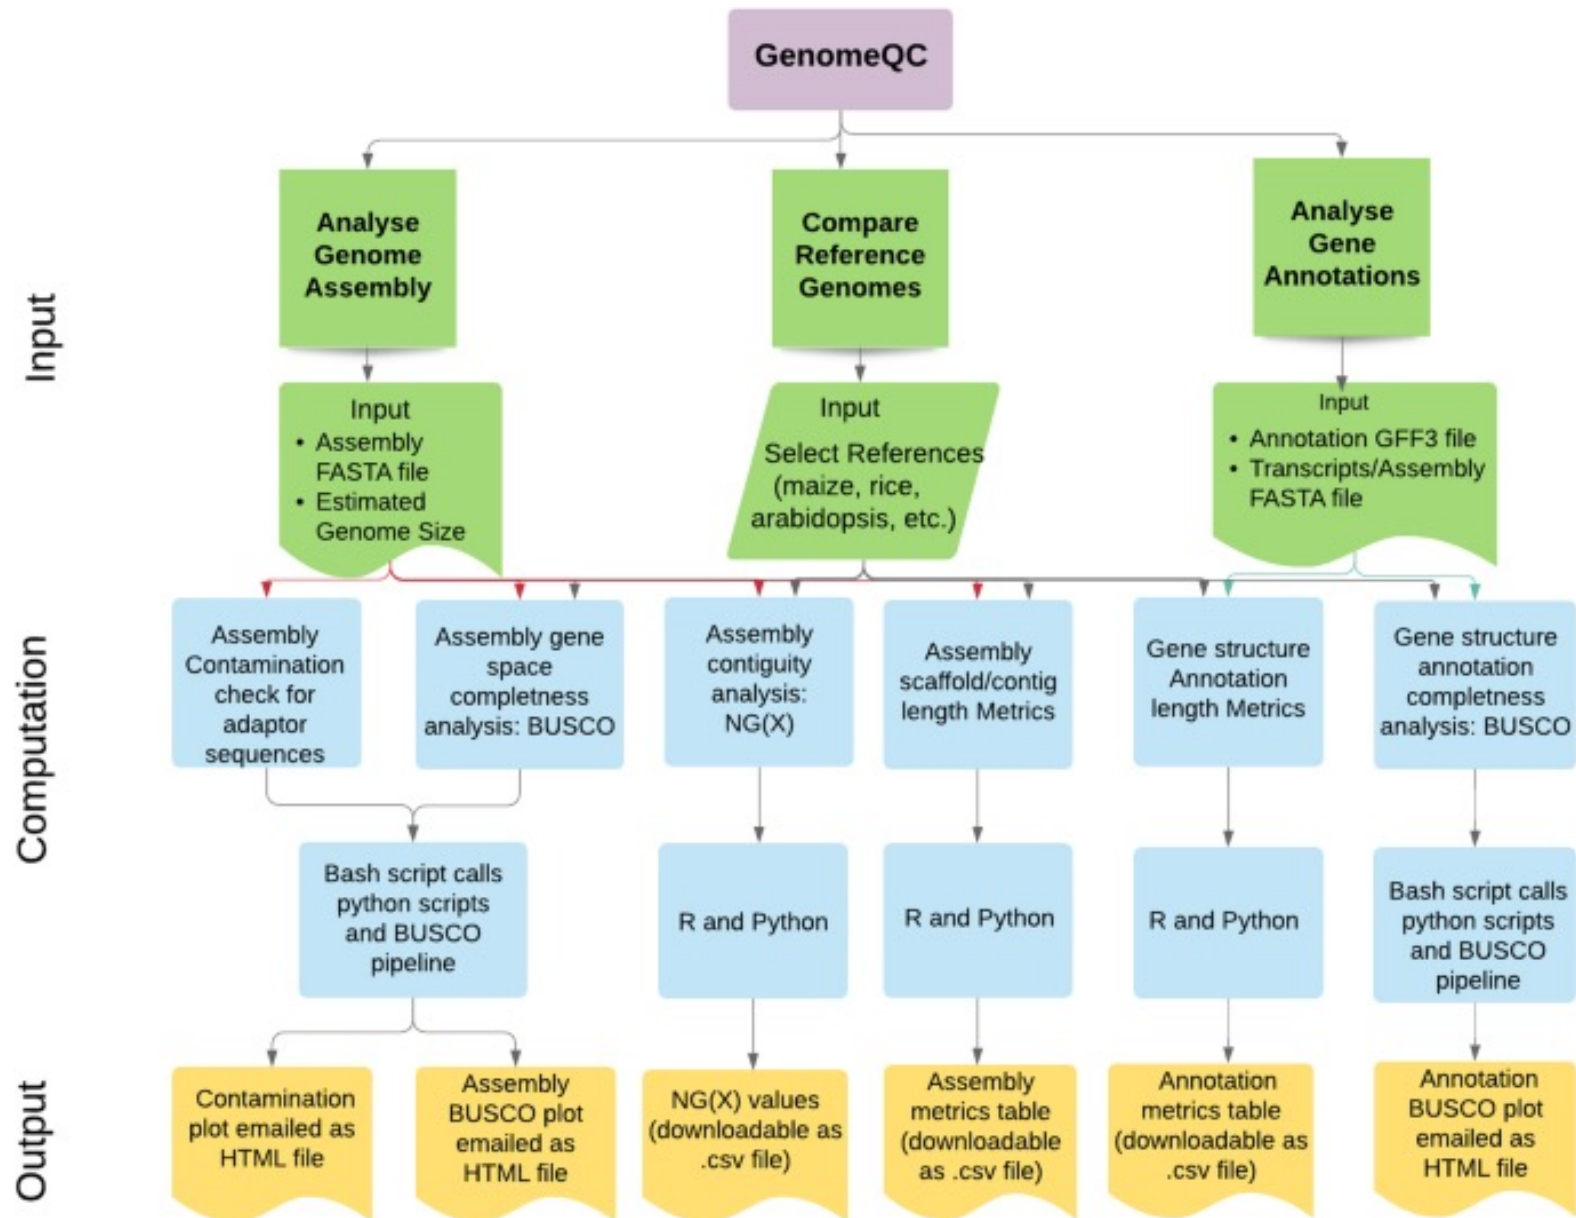 GenomeQC
Input
Analyse
Genome
Assembly
Compare
Reference
Genomes
Analyse
Gene
Annotations
Input
• Assembly
FASTA file
• Estimated
Genome Size
Input
Select References
(maize, rice,
arabidopsis, etc.)
Input
• Annotation GFF3 file
• Transcripts/Assembly
FASTA file
Computation
Assembly
Contamination
check for
adaptor
sequences
Assembly gene
space
completness
analysis: BUSCO
Assembly
contiguity
analysis:
NG(X)
Assembly
scaffold/contig
length Metrics
Gene structure
Annotation
length Metrics
Gene structure
annotation
completness
analysis: BUSCO
Bash script calls
python scripts
and BUSCO
pipeline
R and Python
R and Python
R and Python
Bash script calls
python scripts
and BUSCO
pipeline
Output
Contamination
plot emailed as
HTML file
Assembly
BUSCO plot
emailed as
HTML file
NG(X) values
(downloadable as
.csv file)
Assembly
metrics table
(downloadable
as .csv file)
Annotation
metrics table
(downloadable as
.csv file)
Annotation
BUSCO plot
emailed as
HTML file